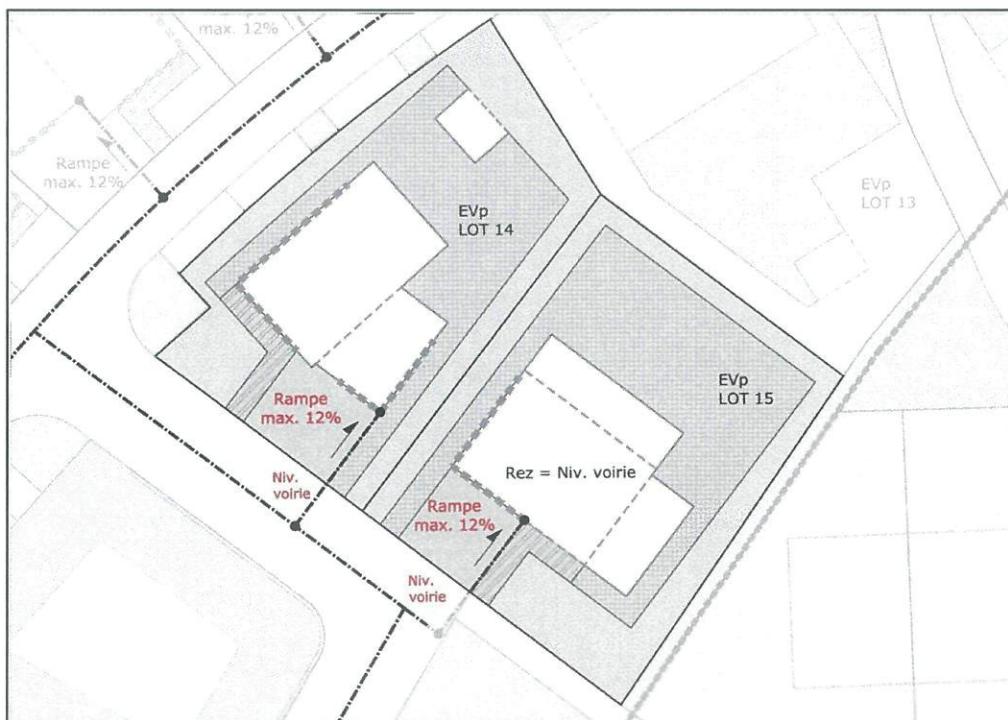 max. 12%
Rampe
max. 12%
EVp
LOT 14
EVp
LOT 13
EVp
LOT 15
Rampe
max. 12%
Rez = Niv. voirie
Niv.
voirie
Rampe
max. 12%
Niv.
voirie